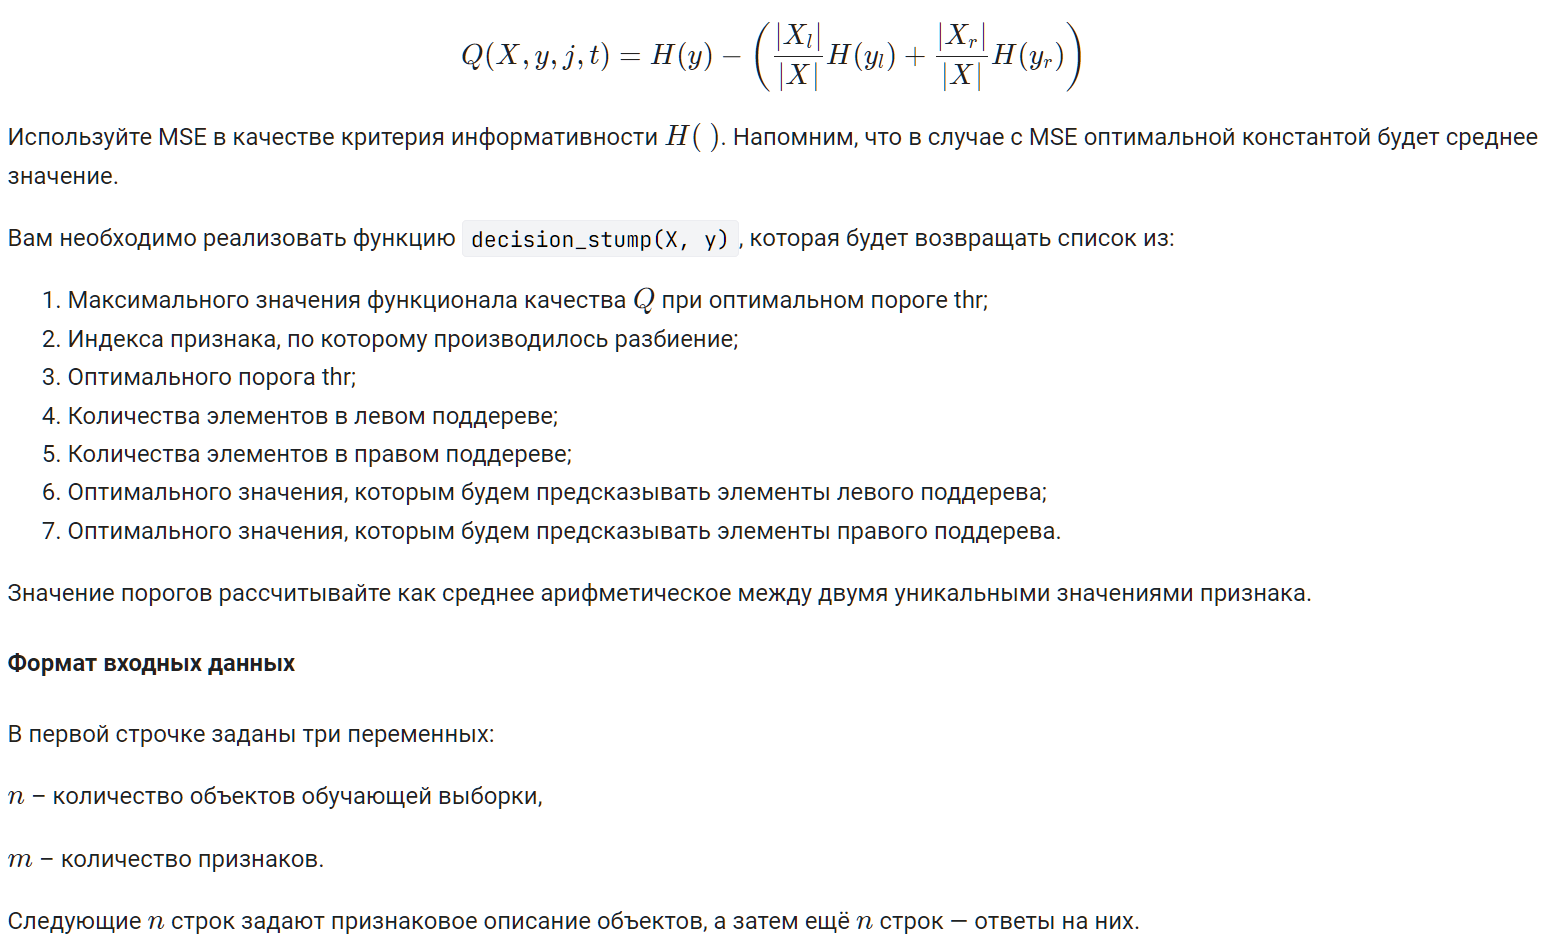 Q(X, y, j, t) = H(y) − (|X_l|/|X| H(y_l) + |X_r|/|X| H(y_r))
Используйте MSE в качестве критерия информативности H( ). Напомним, что в случае с MSE оптимальной константой будет среднее
значение.
Вам необходимо реализовать функцию decision_stump(X, y), которая будет возвращать список из:
1. Максимального значения функционала качества Q при оптимальном пороге thr;
2. Индекса признака, по которому производилось разбиение;
3. Оптимального порога thr;
4. Количества элементов в левом поддереве;
5. Количества элементов в правом поддереве;
6. Оптимального значения, которым будем предсказывать элементы левого поддерева;
7. Оптимального значения, которым будем предсказывать элементы правого поддерева.
Значение порогов рассчитывайте как среднее арифметическое между двумя уникальными значениями признака.
Формат входных данных
В первой строчке заданы три переменных:
n – количество объектов обучающей выборки,
m – количество признаков.
Следующие n строк задают признаковое описание объектов, а затем ещё n строк — ответы на них.